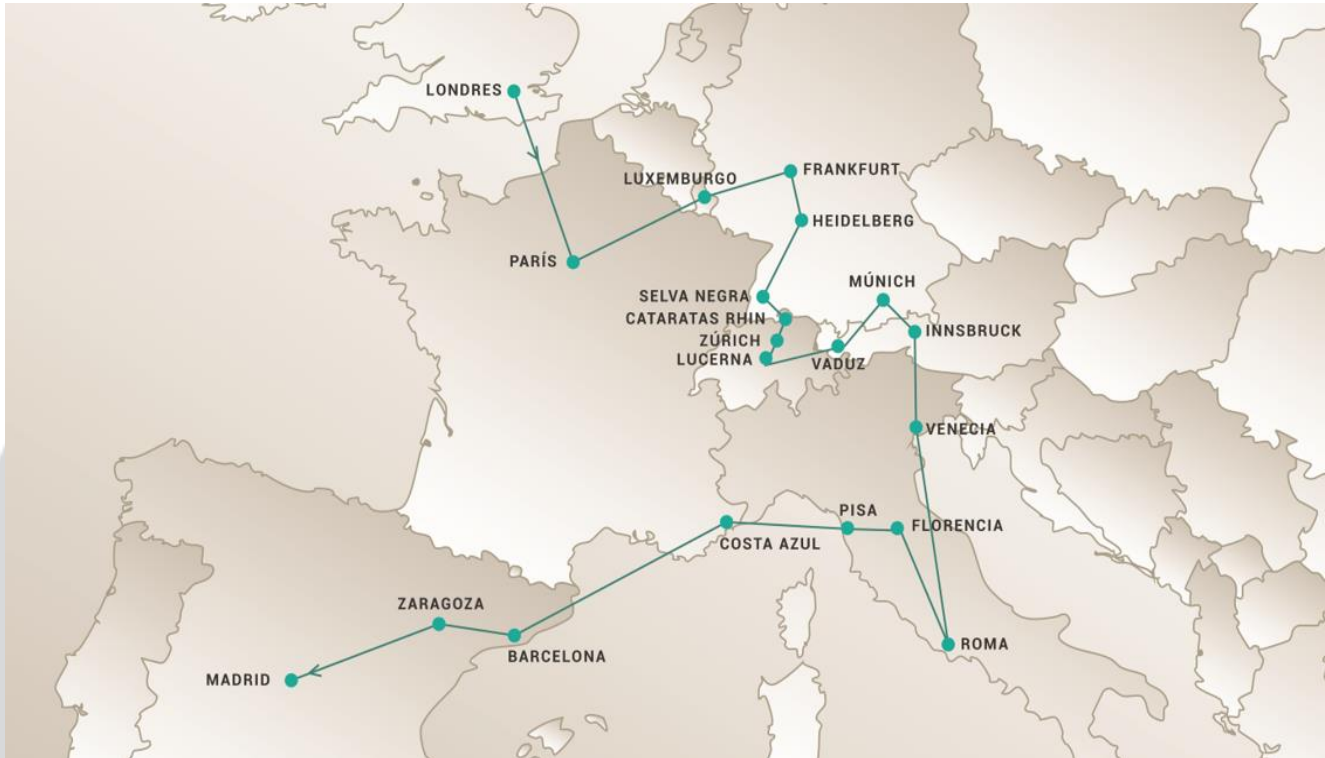 LONDRES
FRANKFURT
LUXEMBURGO
HEIDELBERG
PARÍS
MÚNICH
SELVA NEGRA
CATARATAS RHIN
INNSBRUCK
ZÚRICH
LUCERNA
VADUZ
VENECIA
PISA
FLORENCIA
COSTA AZUL
ZARAGOZA
ROMA
BARCELONA
MADRID